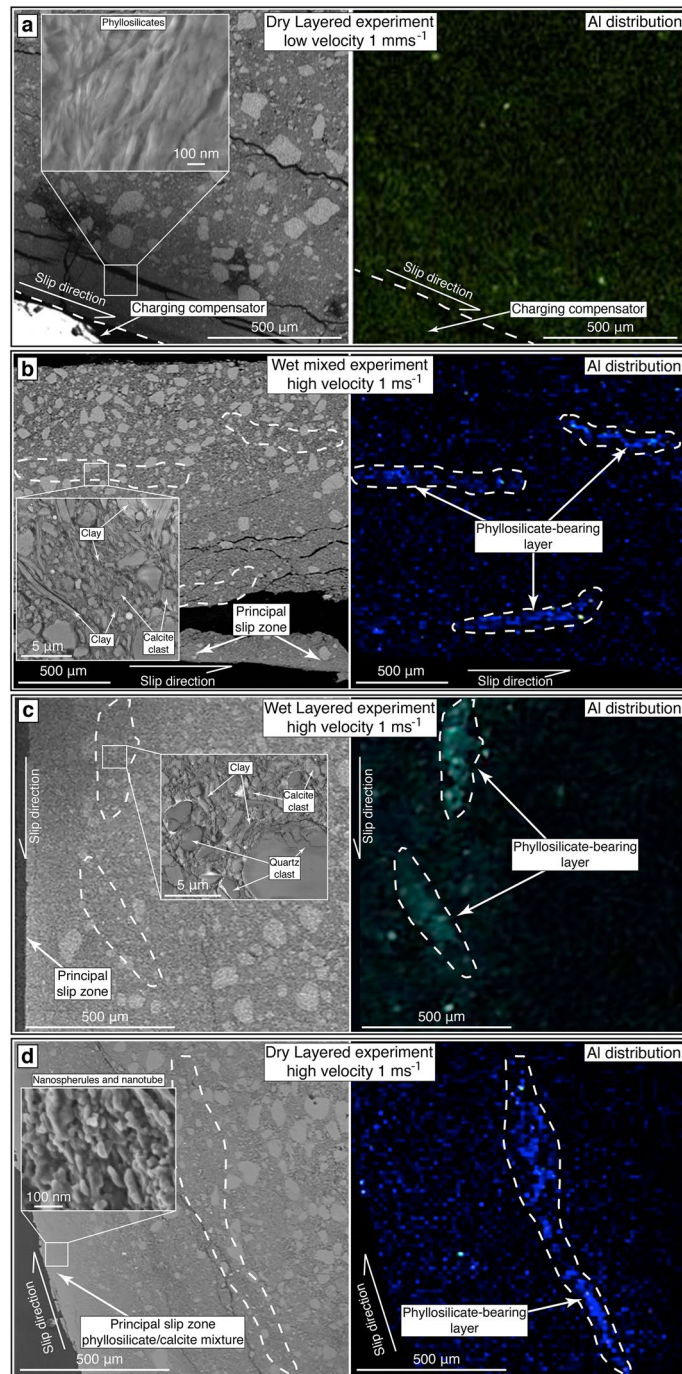 a
Phyllosilicates
100 nm
Dry Layered experiment
low velocity 1 mms-1
Slip direction
Charging compensator
500 µm
Al distribution
Slip direction
Charging compensator
500 µm
b
Wet mixed experiment
high velocity 1 ms-1
Clay
Clay
Calcite
clast
5 µm
Principal
slip zone
500 µm
Slip direction
Al distribution
Phyllosilicate-bearing
layer
500 µm
Slip direction
c
Wet Layered experiment
high velocity 1 ms-1
Slip direction
Clay
Calcite
clast
Quartz
clast
5 µm
Principal
slip zone
500 µm
Al distribution
Slip direction
Phyllosilicate-bearing
layer
500 µm
d
Dry Layered experiment
high velocity 1 ms-1
Nanospherules and nanotube
100 nm
Slip direction
Principal slip zone
phyllosilicate/calcite mixture
500 µm
Al distribution
Slip direction
Phyllosilicate-bearing
layer
500 µm